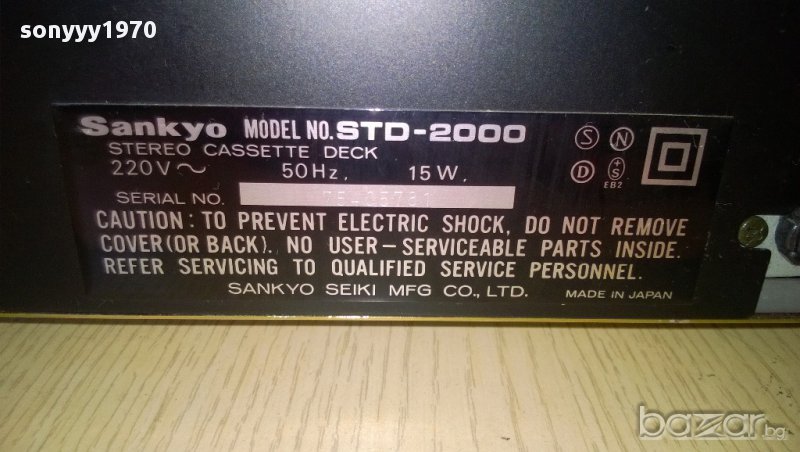 sonyyy1970
Sankyo MODEL NO. STD-2000
STEREO CASSETTE DECK
220V~ 50Hz, 15W,
SERIAL NO.
S N D +S EB2
CAUTION: TO PREVENT ELECTRIC SHOCK, DO NOT REMOVE
COVER (OR BACK). NO USER-SERVICEABLE PARTS INSIDE.
REFER SERVICING TO QUALIFIED SERVICE PERSONNEL.
SANKYO SEIKI MFG CO., LTD. MADE IN JAPAN
bazar.bg